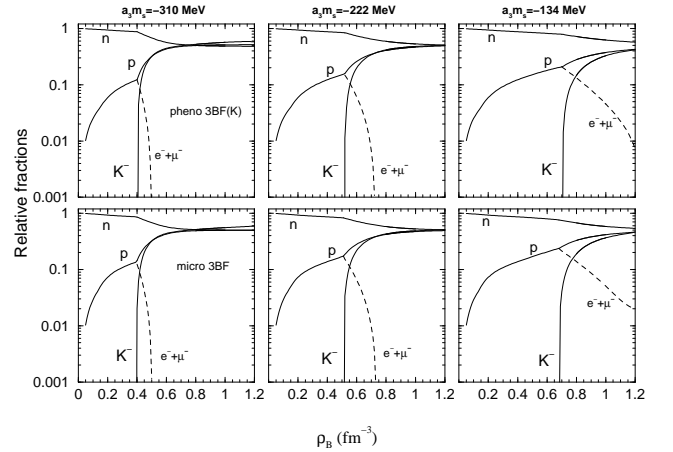 a₃mₛ=−310 MeV a₃mₛ=−222 MeV a₃mₛ=−134 MeV
Relative fractions
1
0.1
0.01
0.001
n
p
pheno 3BF(K)
K⁻
e⁻+μ⁻
n
p
K⁻
e⁻+μ⁻
n
p
K⁻
e⁻+μ⁻
1
0.1
0.01
0.001
n
p
micro 3BF
K⁻
e⁻+μ⁻
n
p
K⁻
e⁻+μ⁻
n
p
K⁻
e⁻+μ⁻
0 0.2 0.4 0.6 0.8 1 1.2 0.2 0.4 0.6 0.8 1 1.2 0.2 0.4 0.6 0.8 1 1.2
ρ_B (fm⁻³)